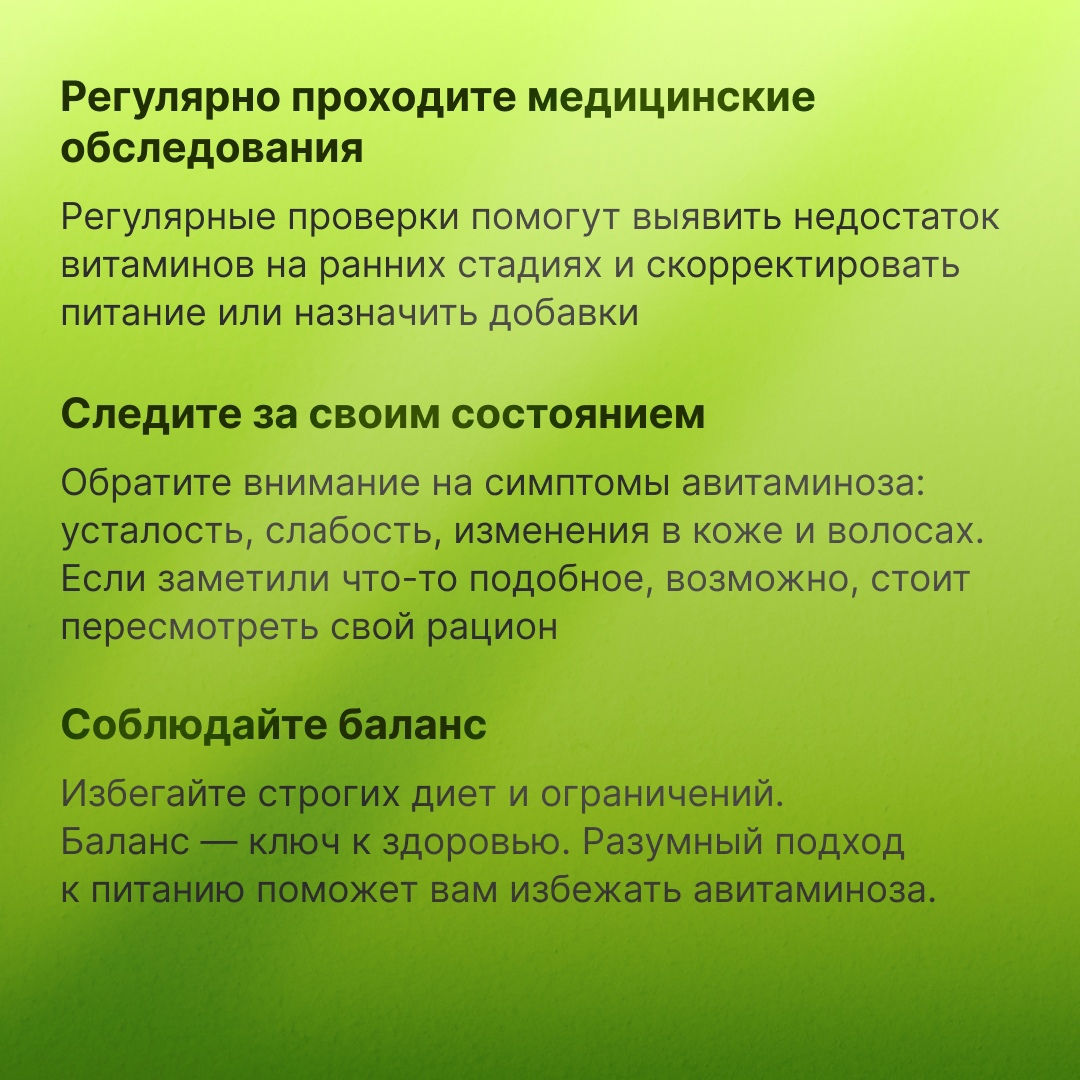 Регулярно проходите медицинские
обследования
Регулярные проверки помогут выявить недостаток
витаминов на ранних стадиях и скорректировать
питание или назначить добавки
Следите за своим состоянием
Обратите внимание на симптомы авитаминоза:
усталость, слабость, изменения в коже и волосах.
Если заметили что-то подобное, возможно, стоит
пересмотреть свой рацион
Соблюдайте баланс
Избегайте строгих диет и ограничений.
Баланс — ключ к здоровью. Разумный подход
к питанию поможет вам избежать авитаминоза.